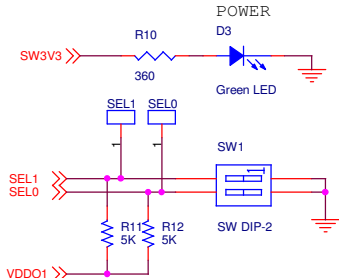 POWER
R10
D3
SW3V3
360
Green LED
SEL1
SEL0
1
1
SW1
1
SEL1
SEL0
R11
R12
5K
5K
SW DIP-2
VDDO1